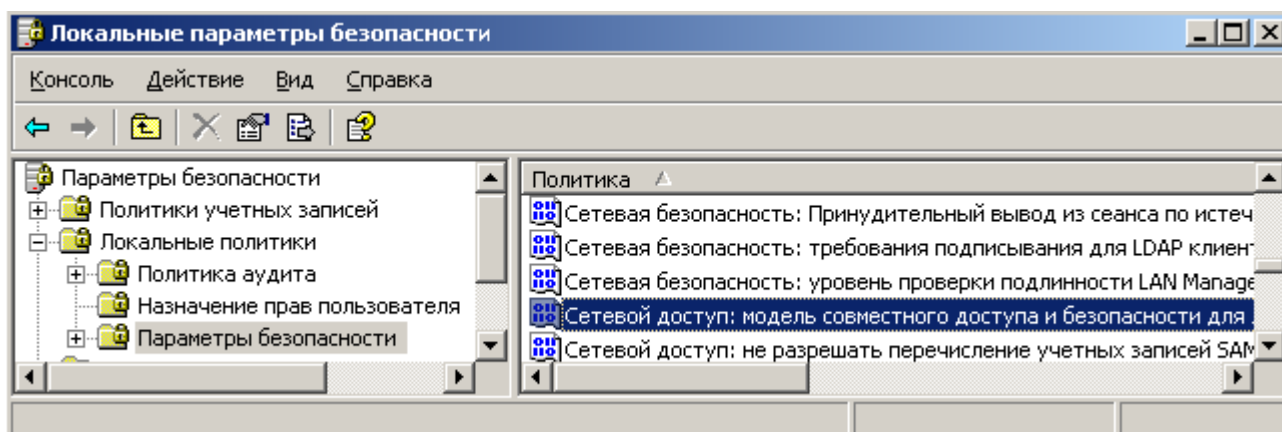 Локальные параметры безопасности
Консоль Действие Вид Справка
Параметры безопасности
Политики учетных записей
Локальные политики
Политика аудита
Назначение прав пользователя
Параметры безопасности
Политика
Сетевая безопасность: Принудительный вывод из сеанса по истеч
Сетевая безопасность: требования подписывания для LDAP клиен
Сетевая безопасность: уровень проверки подлинности LAN Manage
Сетевой доступ: модель совместного доступа и безопасности для
Сетевой доступ: не разрешать перечисление учетных записей SAM